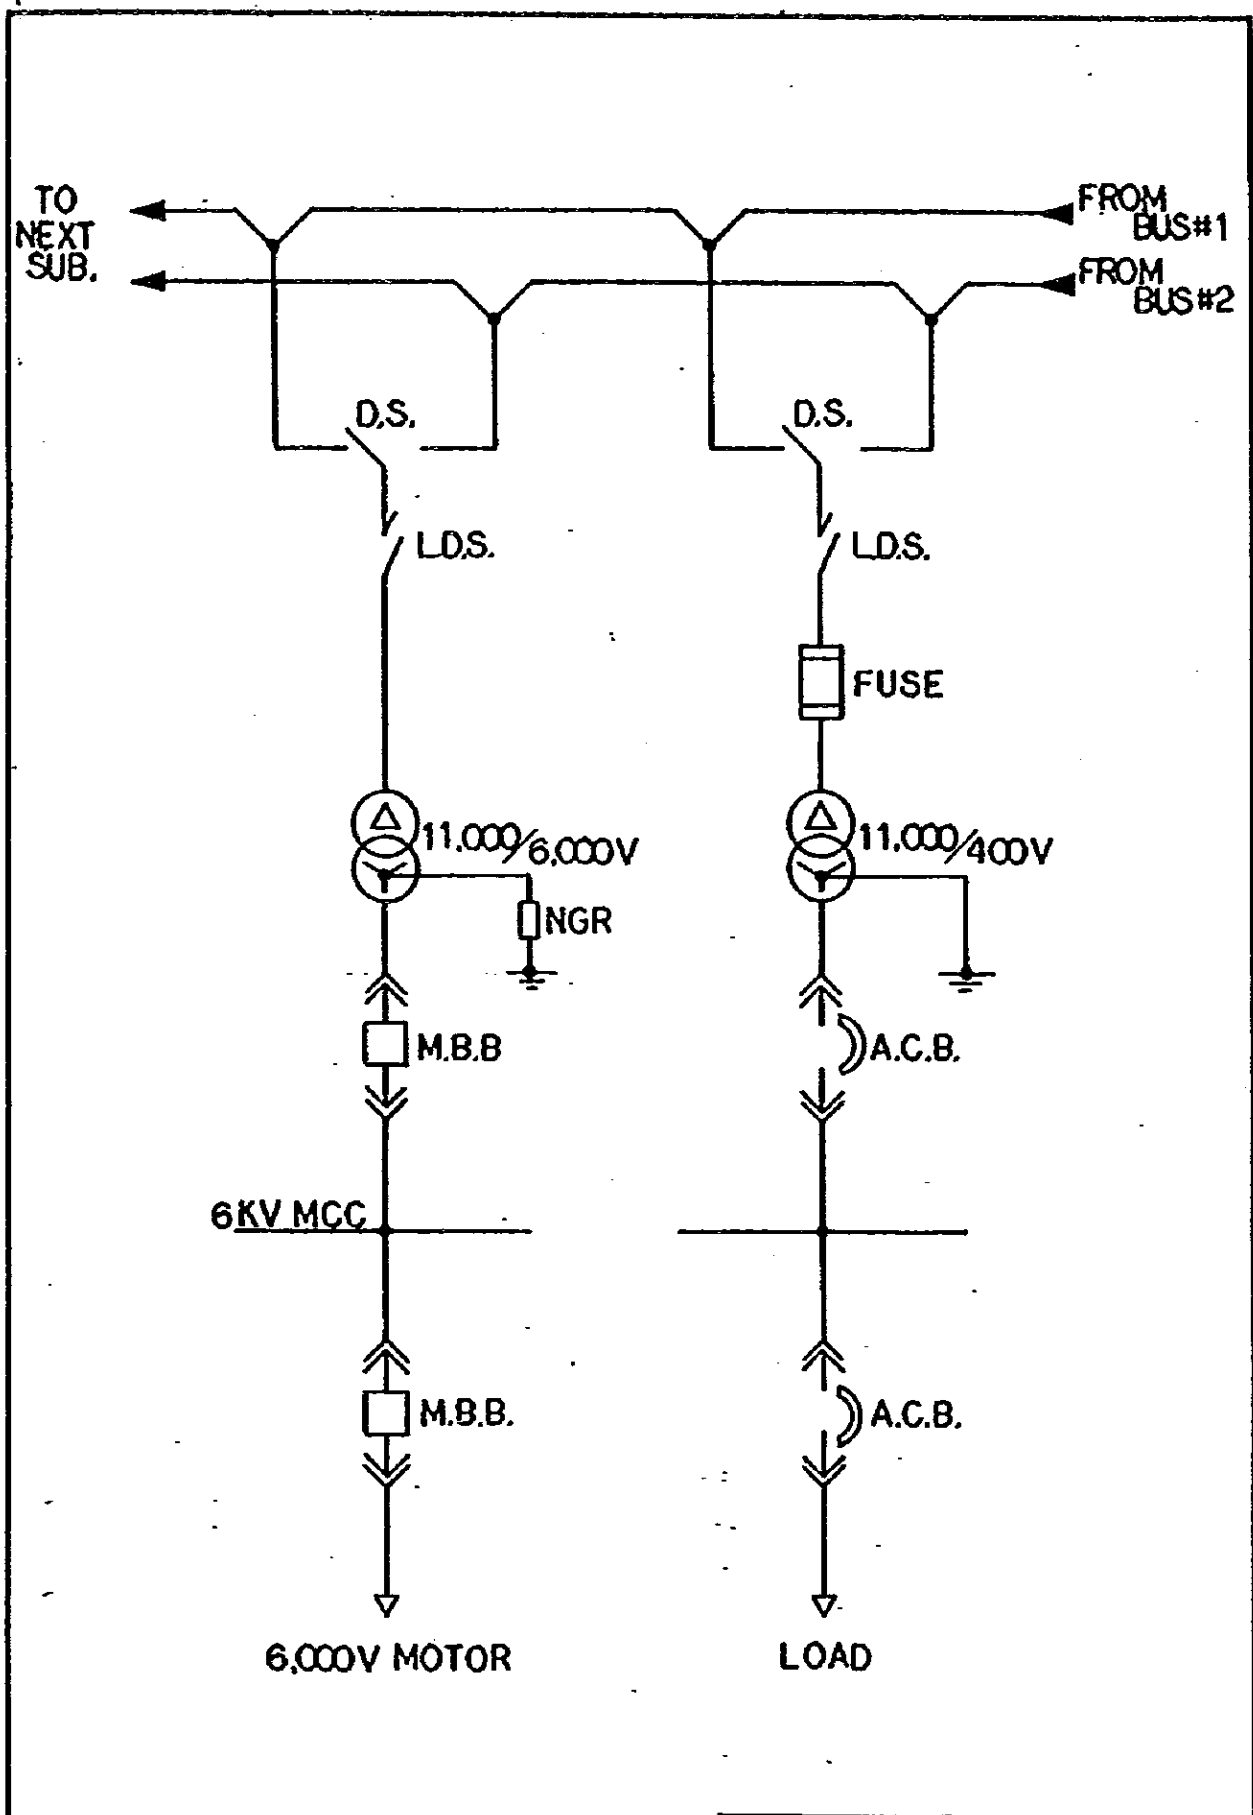 TO
NEXT
SUB.
FROM
BUS#1
FROM
BUS#2
D.S.
D.S.
L.D.S.
L.D.S.
FUSE
11.000/6,000V
11.000/400V
NGR
M.B.B
A.C.B.
6KV MCC
M.B.B.
A.C.B.
6,000V MOTOR
LOAD